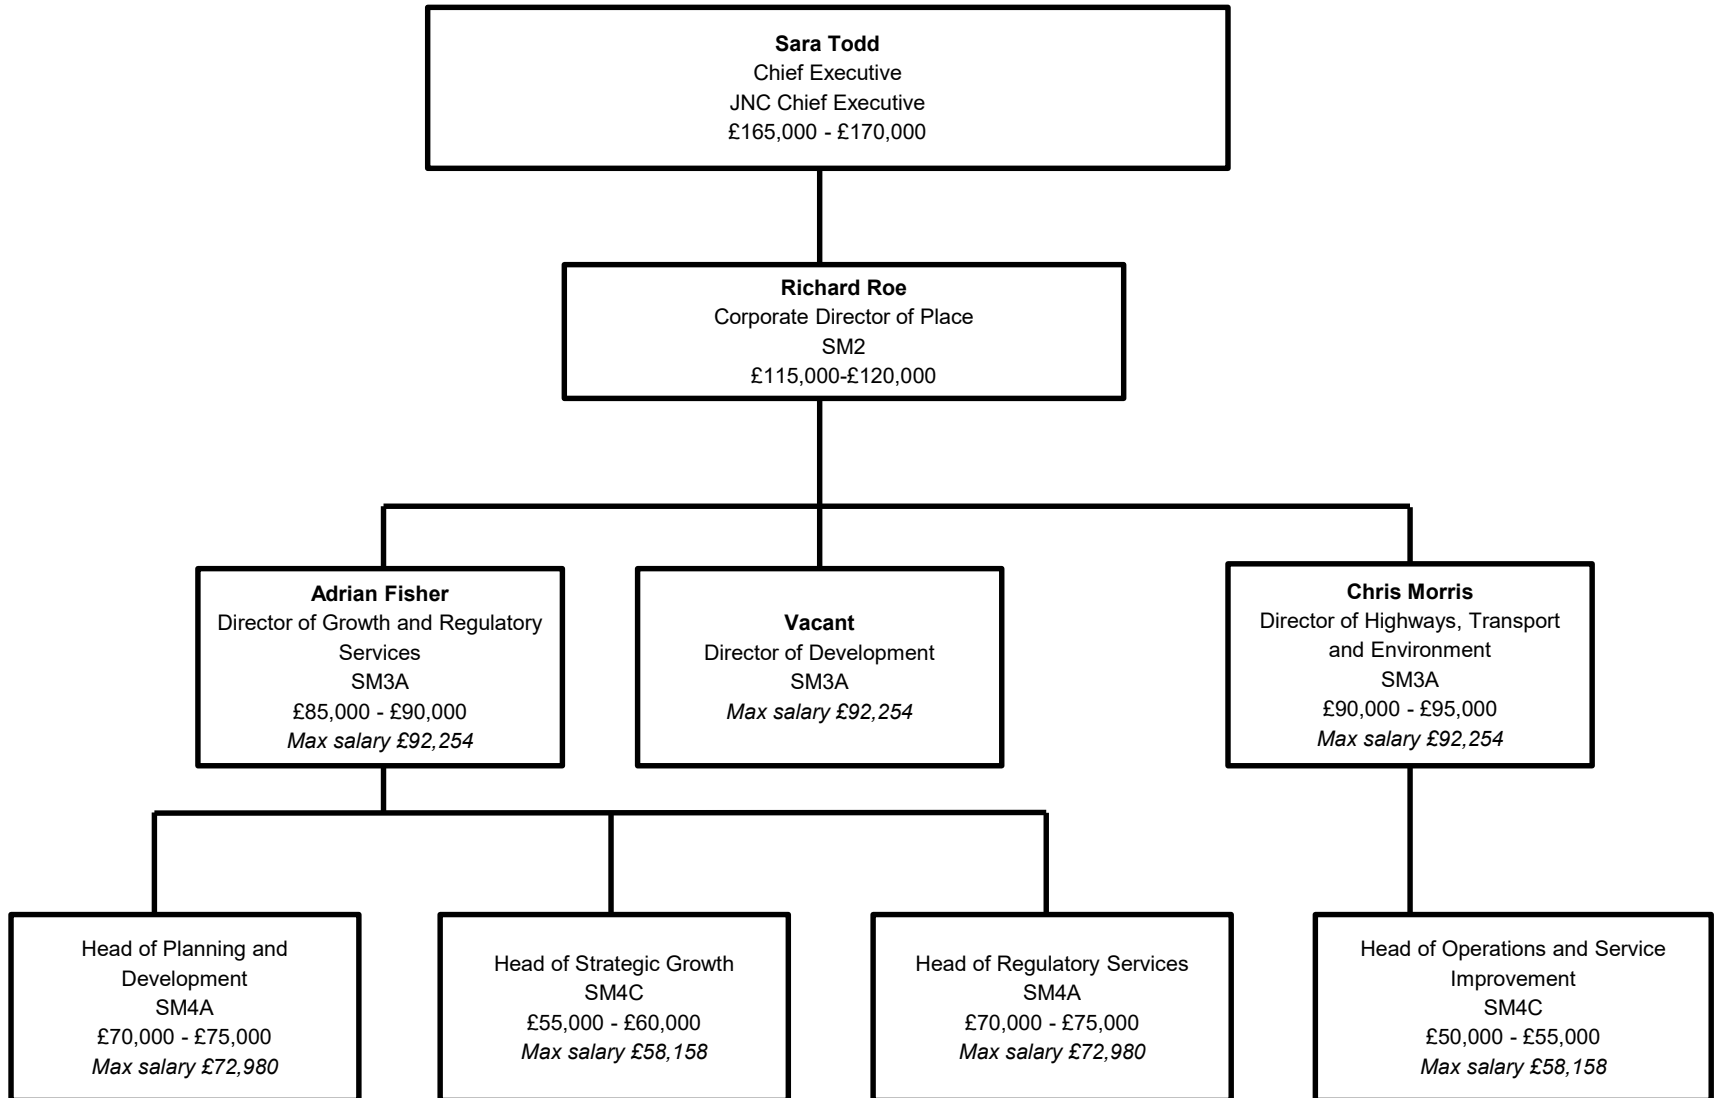 Sara Todd
Chief Executive
JNC Chief Executive
£165,000 - £170,000
Richard Roe
Corporate Director of Place
SM2
£115,000-£120,000
Adrian Fisher
Director of Growth and Regulatory
Services
SM3A
£85,000 - £90,000
Max salary £92,254
Vacant
Director of Development
SM3A
Max salary £92,254
Chris Morris
Director of Highways, Transport
and Environment
SM3A
£90,000 - £95,000
Max salary £92,254
Head of Planning and
Development
SM4A
£70,000 - £75,000
Max salary £72,980
Head of Strategic Growth
SM4C
£55,000 - £60,000
Max salary £58,158
Head of Regulatory Services
SM4A
£70,000 - £75,000
Max salary £72,980
Head of Operations and Service
Improvement
SM4C
£50,000 - £55,000
Max salary £58,158